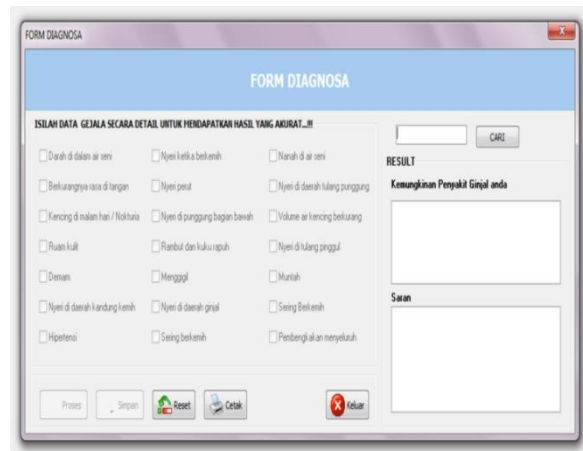 FORM DIAGNOSA
FORM DIAGNOSA
ISILAH DATA GEJALA SECARA DETAIL UNTUK MENDAPATKAN HASIL YANG AKURAT...!!!
Darah di dalam air seni
Nyeri ketika berkemih
Nanah di air seni
Berkurangnya rasa di tangan
Nyeri perut
Nyeri di daerah tulang punggung
Kencing di malam hari / Nokturia
Nyeri di punggung bagian bawah
Volume air kencing berkurang
Ruam kulit
Rambut dan kuku rapuh
Nyeri di tulang pinggul
Demam
Menggigil
Muntah
Nyeri di daerah kandung kemih
Nyeri di daerah ginjal
Sering Berkemih
Hipertensi
Sering berkemih
Pembengkakan menyeluruh
Proses
Simpan
Reset
Cetak
Keluar
CARI
RESULT
Kemungkinan Penyakit Ginjal anda
Saran